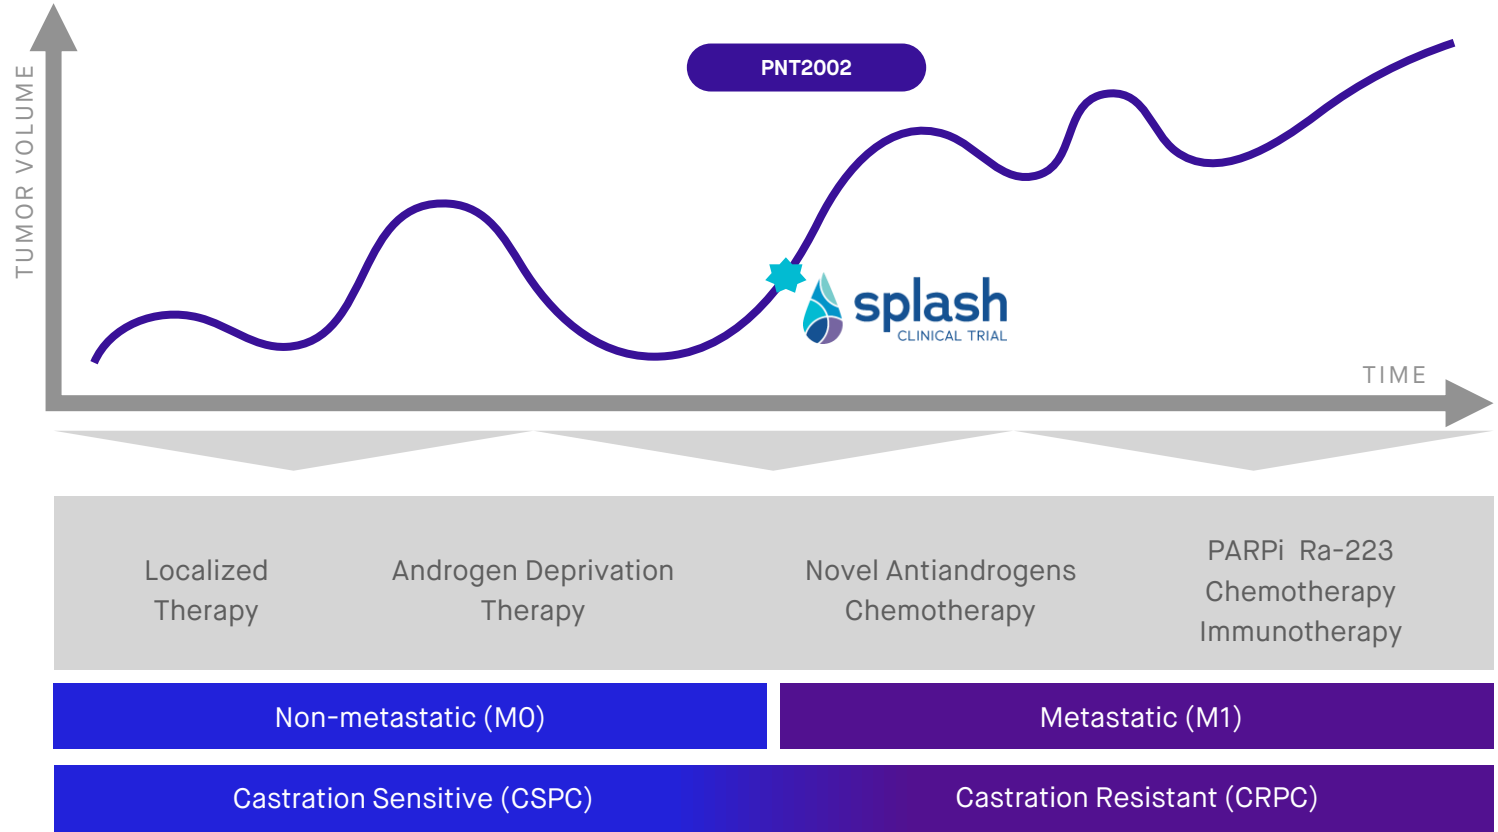 TUMOR VOLUME
PNT2002
splash
CLINICAL TRIAL
TIME
Localized
Therapy
Androgen Deprivation
Therapy
Novel Antiandrogens
Chemotherapy
PARPi Ra-223
Chemotherapy
Immunotherapy
Non-metastatic (M0)
Metastatic (M1)
Castration Sensitive (CSPC)
Castration Resistant (CRPC)